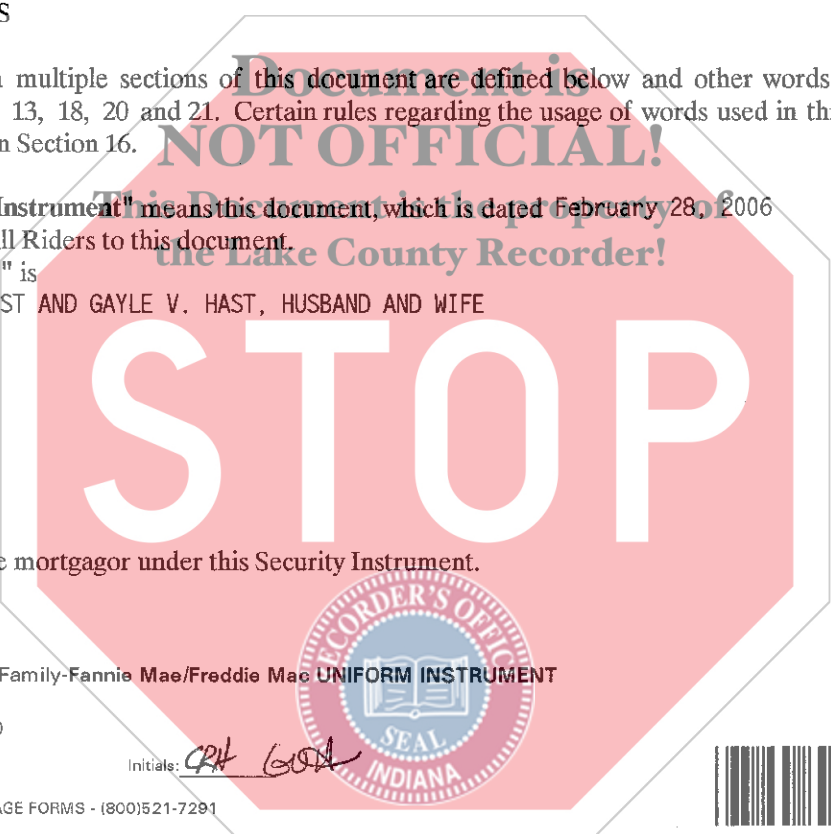 S
multiple sections of this document are defined below and other words
13, 18, 20 and 21. Certain rules regarding the usage of words used in
n Section 16.
Document is
NOT OFFICIAL!
This Document is the property of
the Lake County Recorder!
Instrument" means this document, which is dated February 28, 2006
ll Riders to this document.
" is
ST AND GAYLE V. HAST, HUSBAND AND WIFE
STOP
e mortgagor under this Security Instrument.
RECORDER'S OFFICE
SEAL
INDIANA
Family-Fannie Mae/Freddie Mac UNIFORM INSTRUMENT
)
Initials: CRH GVH
AGE FORMS - (800)521-7291